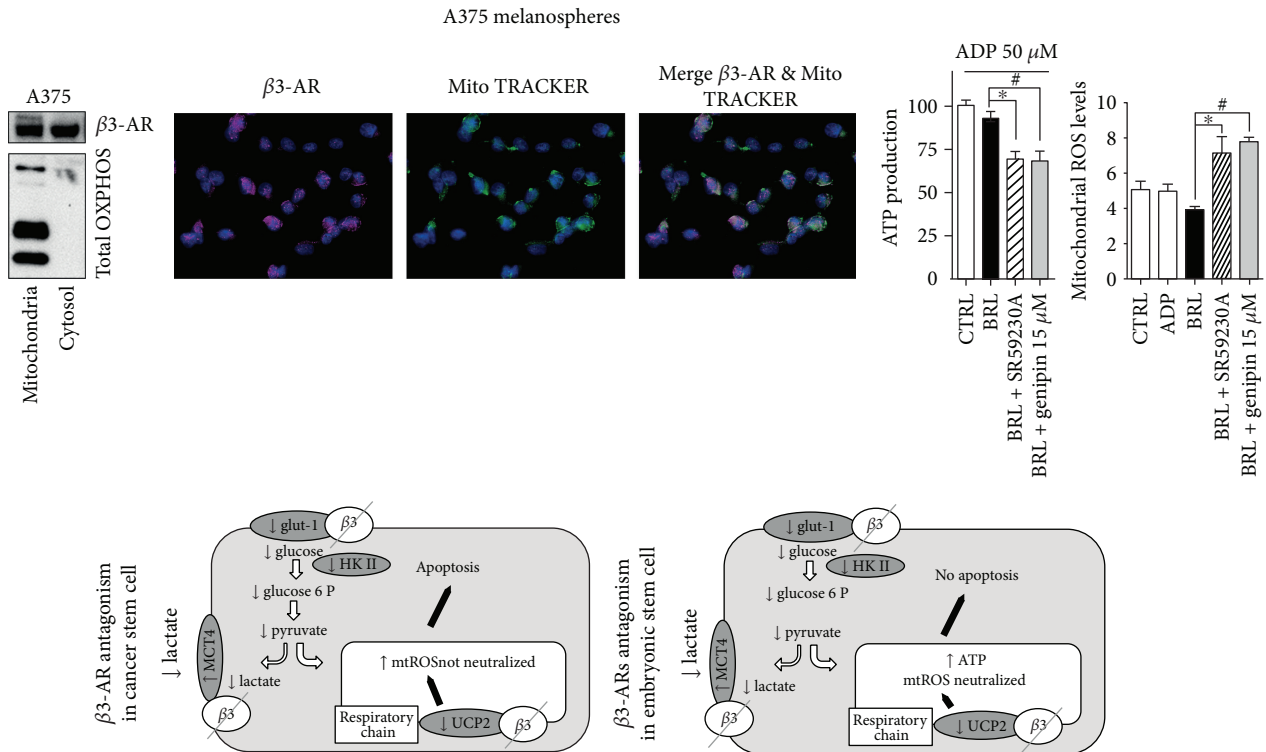 A375 melanospheres
A375
β3-AR
Total OXPHOS
Mitochondria
Cytosol
β3-AR
Mito TRACKER
Merge β3-AR & Mito
TRACKER
ADP 50 μM
#
*
ATP production
100
75
50
25
0
CTRL
BRL
BRL + SR59230A
BRL + genipin 15 μM
Mitochondrial ROS levels
10
8
6
4
2
0
#
*
CTRL
ADP
BRL
BRL + SR59230A
BRL + genipin 15 μM
β3-AR antagonism
in cancer stem cell
↓ glut-1
β3
↓ glucose
↓ HK II
↓ glucose 6 P
↓ pyruvate
↓ lactate
↑ MCT4
↓ lactate
β3
Apoptosis
↑ mtROSnot neutralized
Respiratory
chain
↓ UCP2
β3
β3-ARs antagonism
in embryonic stem cell
↓ glut-1
β3
↓ glucose
↓ HK II
↓ glucose 6 P
↓ pyruvate
↓ lactate
↑ MCT4
↓ lactate
β3
No apoptosis
↑ ATP
mtROS neutralized
Respiratory
chain
↓ UCP2
β3